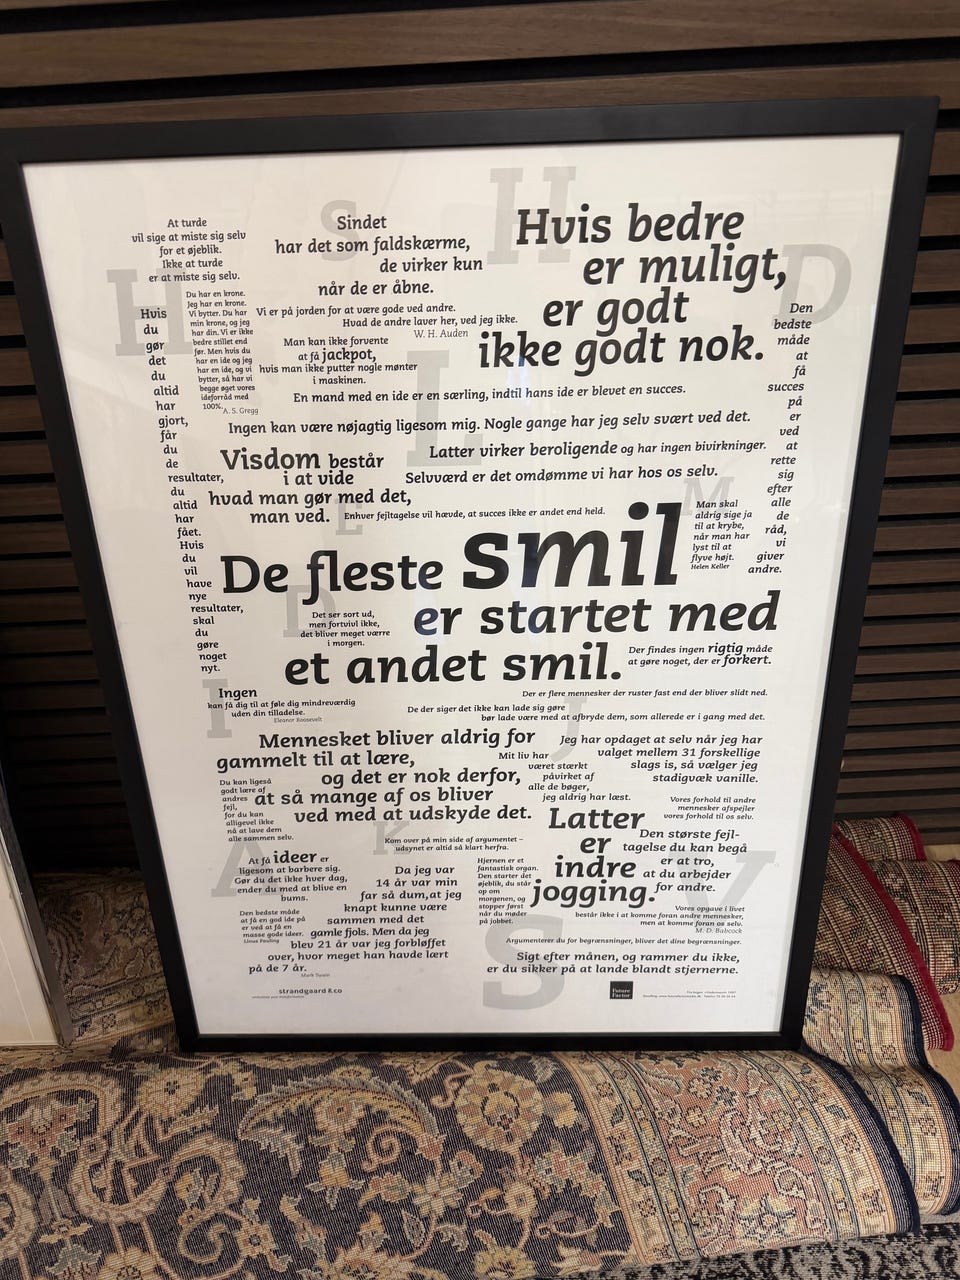 At turde
vil sige at miste sig selv
for et øjeblik.
Ikke at turde
er at miste sig selv.
Sindet
har det som faldskærme,
de virker kun
når de er åbne.
Hvis bedre
er muligt,
er godt
ikke godt nok.
Hvis
du
gør
det
du
altid
har
gjort,
får
du
de
resultater,
du
altid
har
fået.
Hvis
du
vil
have
nye
resultater,
skal
du
gøre
noget
nyt.
Du har en krone.
Jeg har en krone.
Vi bytter. Du har
min krone, og jeg
har din. Vi er ikke
bedre stillet end
før. Men hvis du
har en ide og jeg
har en ide, og vi
bytter, så har vi
begge øget vores
ideforråd med
100%.
A. S. Gregg
Vi er på jorden for at være gode ved andre.
Hvad de andre laver her, ved jeg ikke.
W. H. Auden
Man kan ikke forvente
at få jackpot,
hvis man ikke putter nogle mønter
i maskinen.
Den
bedste
måde
at
få
succes
på
er
ved
at
rette
sig
efter
alle
de
råd,
vi
giver
andre.
En mand med en ide er en særling, indtil hans ide er blevet en succes.
Ingen kan være nøjagtig ligesom mig. Nogle gange har jeg selv svært ved det.
Visdom består
i at vide
hvad man gør med det,
man ved.
Latter virker beroligende og har ingen bivirkninger.
Selvværd er det omdømme vi har hos os selv.
Enhver fejltagelse vil hævde, at succes ikke er andet end held.
Man skal
aldrig sige ja
til at krybe,
når man har
lyst til at
flyve højt.
Helen Keller
De fleste smil
er startet med
et andet smil.
Det ser sort ud,
men fortvivl ikke,
det bliver meget værre
i morgen.
Der findes ingen rigtig måde
at gøre noget, der er forkert.
Ingen
kan få dig til at føle dig mindreværdig
uden din tilladelse.
Eleanor Roosevelt
Der er flere mennesker der ruster fast end der bliver slidt ned.
De der siger det ikke kan lade sig gøre
bør lade være med at afbryde dem, som allerede er i gang med det.
Mennesket bliver aldrig for
gammelt til at lære,
og det er nok derfor,
at så mange af os bliver
ved med at udskyde det.
Mit liv har
været stærkt
påvirket af
alle de bøger,
jeg aldrig har læst.
Jeg har opdaget at selv når jeg har
valget mellem 31 forskellige
slags is, så vælger jeg
stadigvæk vanille.
Du kan ligeså
godt lære af
andres
fejl,
for du kan
alligevel ikke
nå at lave dem
alle sammen selv.
Vores forhold til andre
mennesker afspejler
vores forhold til os selv.
Latter
er
indre
jogging.
Den største fejl-
tagelse du kan begå
er at tro,
at du arbejder
for andre.
Kom over på min side af argumentet –
udsynet er altid så klart herfra.
At få ideer er
ligesom at barbere sig.
Gør du det ikke hver dag,
ender du med at blive en
bums.
Da jeg var
14 år var min
far så dum,at jeg
knapt kunne være
sammen med det
gamle fjols. Men da jeg
blev 21 år var jeg forbløffet
over, hvor meget han havde lært
på de 7 år.
Mark Twain
Hjernen er et
fantastisk organ.
Den starter det
øjeblik, du står
op om
morgenen, og
stopper først
når du møder
på jobbet.
Den bedste måde
at få en god ide på
er ved at få en
masse gode ideer.
Linus Pauling
Vores opgave i livet
består ikke i at komme foran andre mennesker,
men at komme foran os selv.
M. D. Babcock
Argumenterer du for begrænsninger, bliver det dine begrænsninger.
Sigt efter månen, og rammer du ikke,
er du sikker på at lande blandt stjernerne.
strandgaard &co
Future
Factor